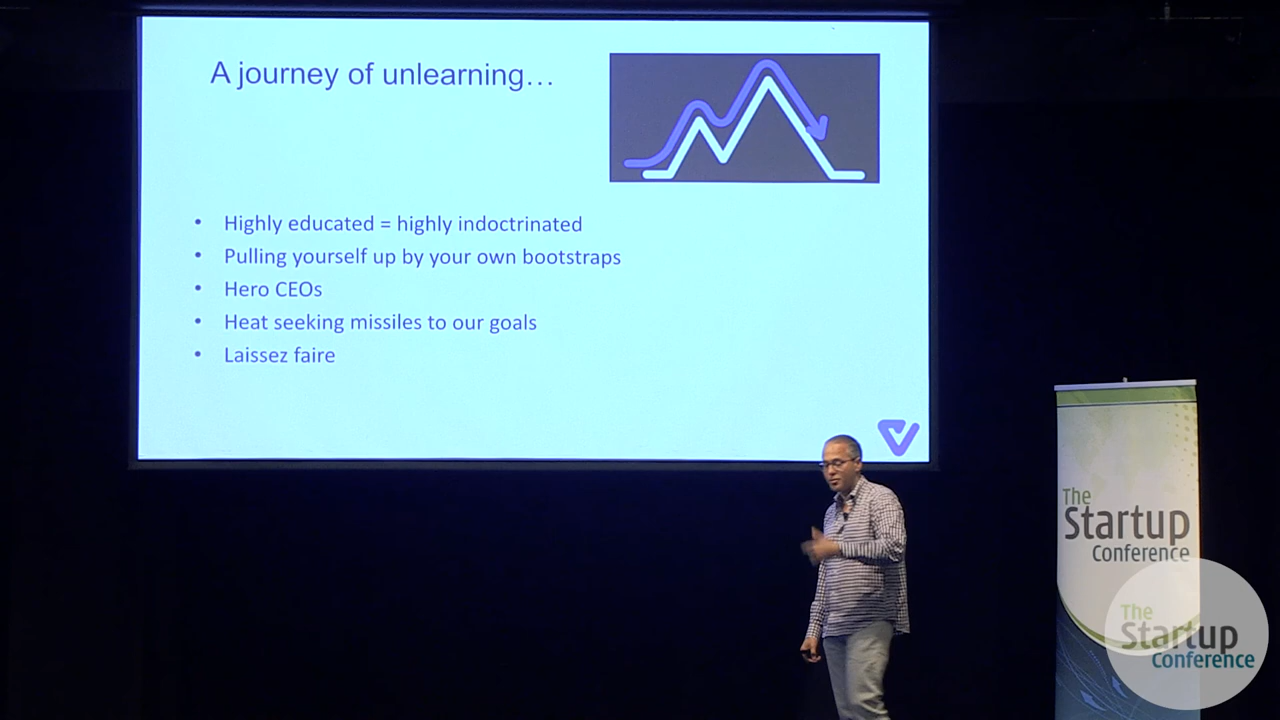 A journey of unlearning…
• Highly educated = highly indoctrinated
• Pulling yourself up by your own bootstraps
• Hero CEOs
• Heat seeking missiles to our goals
• Laissez faire
The
Startup
Conference
The
Startup
Conference